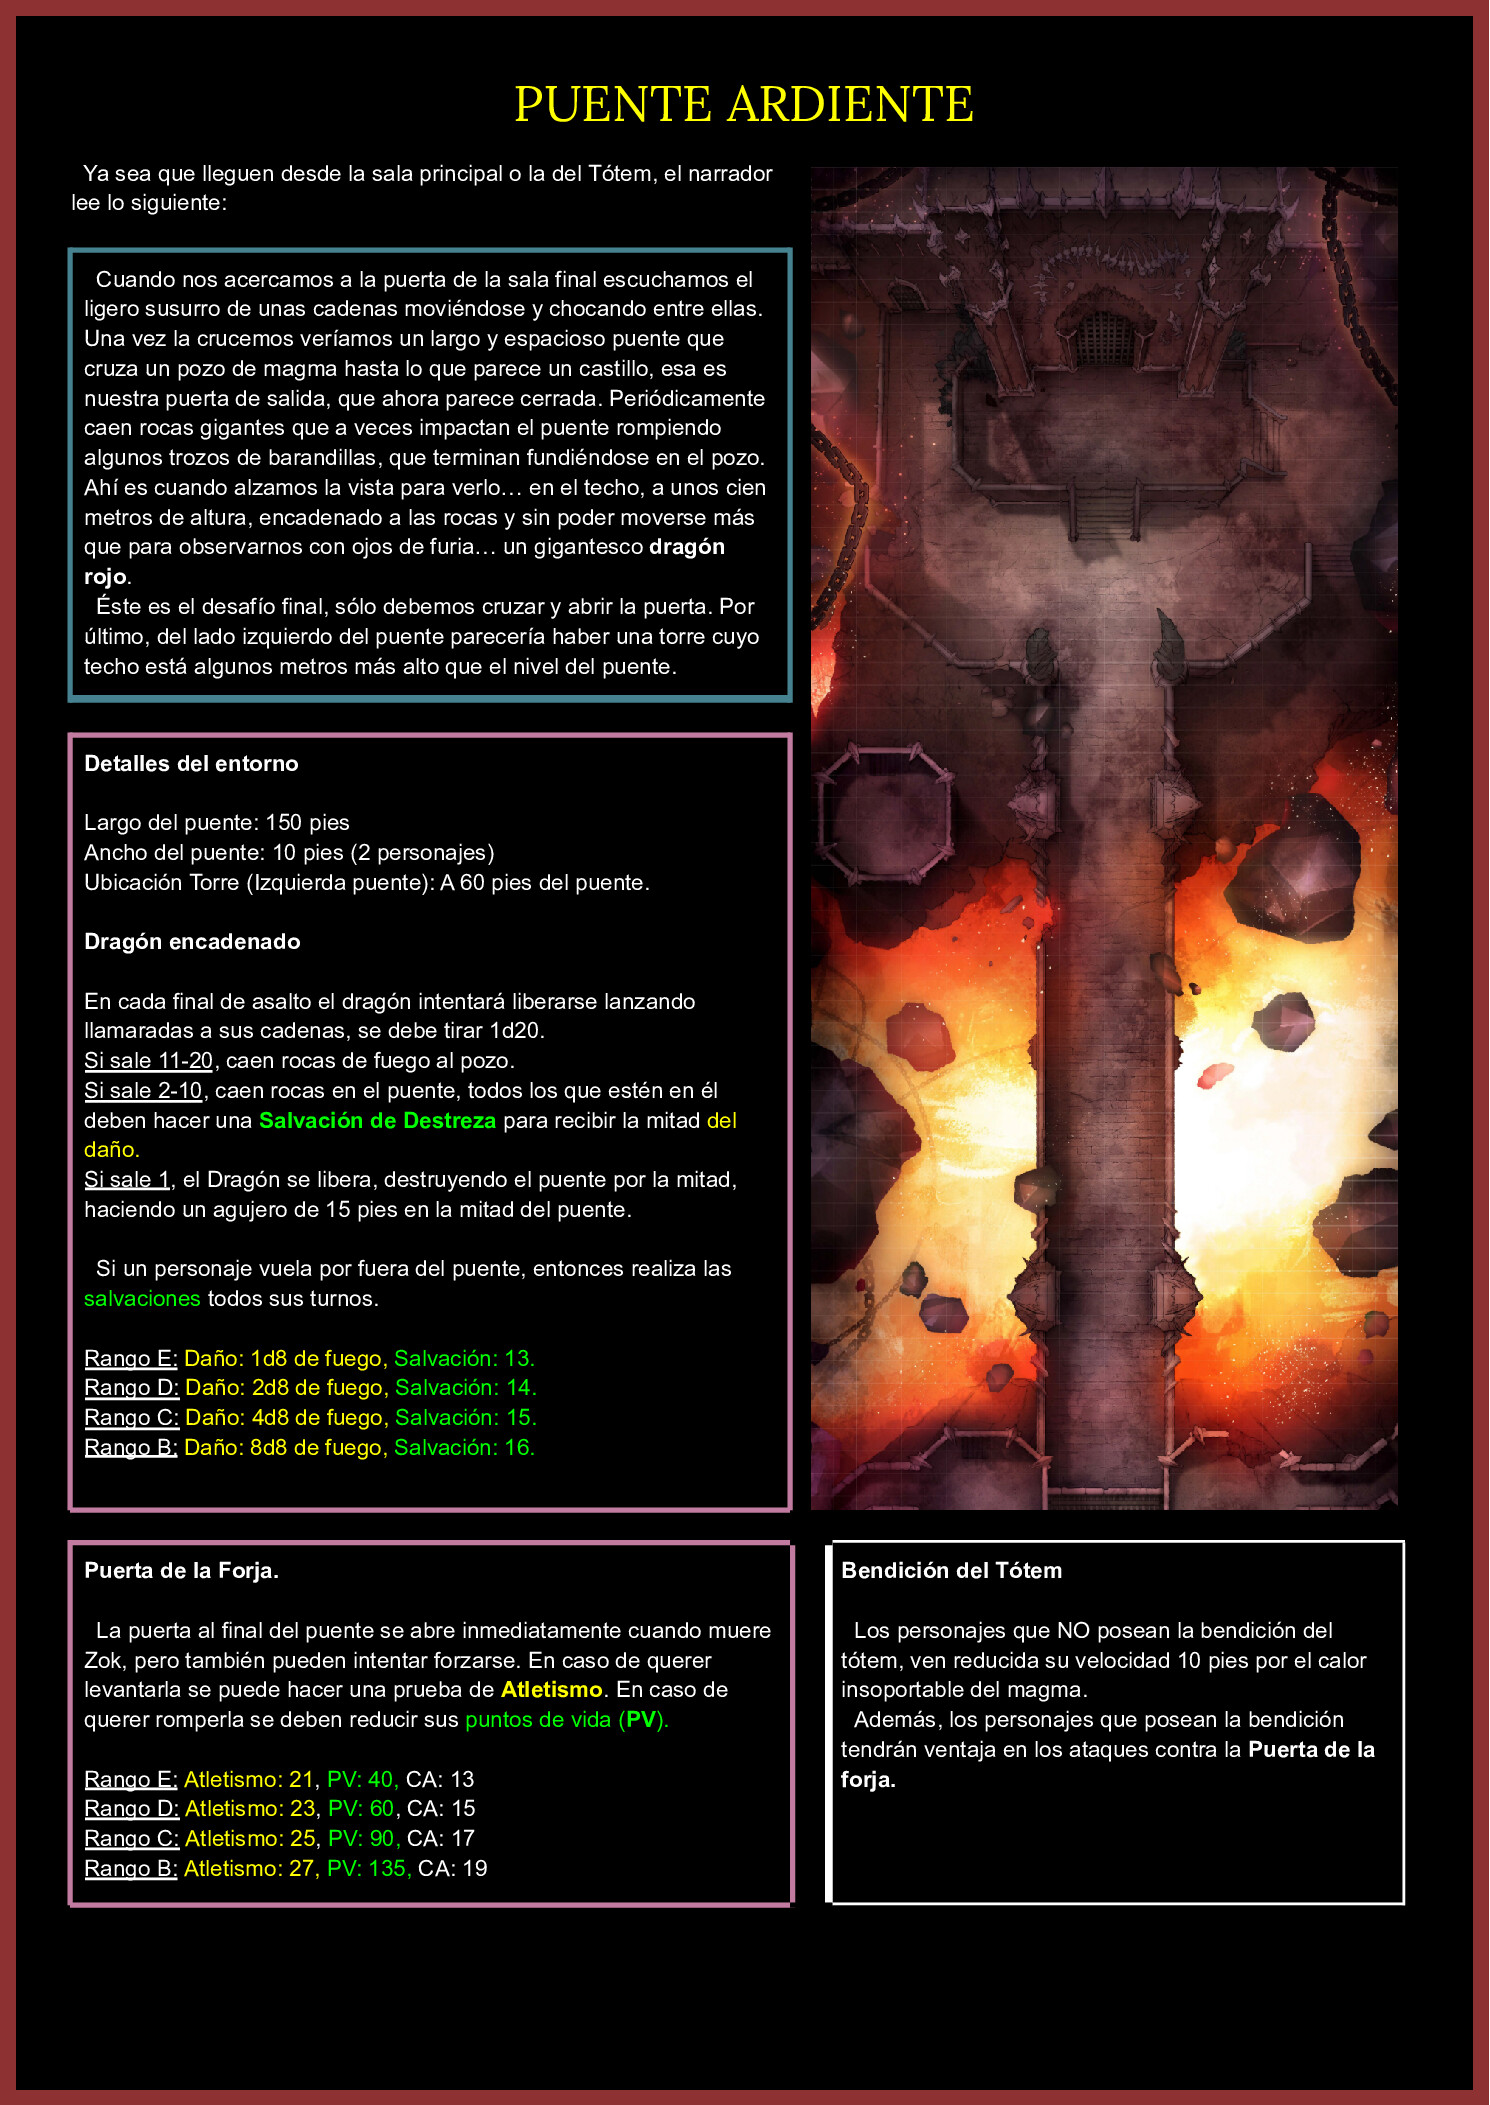 PUENTE ARDIENTE
Ya sea que lleguen desde la sala principal o la del Tótem, el narrador
lee lo siguiente:
Cuando nos acercamos a la puerta de la sala final escuchamos el
ligero susurro de unas cadenas moviéndose y chocando entre ellas.
Una vez la crucemos veríamos un largo y espacioso puente que
cruza un pozo de magma hasta lo que parece un castillo, esa es
nuestra puerta de salida, que ahora parece cerrada. Periódicamente
caen rocas gigantes que a veces impactan el puente rompiendo
algunos trozos de barandillas, que terminan fundiéndose en el pozo.
Ahí es cuando alzamos la vista para verlo… en el techo, a unos cien
metros de altura, encadenado a las rocas y sin poder moverse más
que para observarnos con ojos de furia… un gigantesco dragón
rojo.
Éste es el desafío final, sólo debemos cruzar y abrir la puerta. Por
último, del lado izquierdo del puente parecería haber una torre cuyo
techo está algunos metros más alto que el nivel del puente.
Detalles del entorno
Largo del puente: 150 pies
Ancho del puente: 10 pies (2 personajes)
Ubicación Torre (Izquierda puente): A 60 pies del puente.
Dragón encadenado
En cada final de asalto el dragón intentará liberarse lanzando
llamaradas a sus cadenas, se debe tirar 1d20.
Si sale 11-20, caen rocas de fuego al pozo.
Si sale 2-10, caen rocas en el puente, todos los que estén en él
deben hacer una Salvación de Destreza para recibir la mitad del
daño.
Si sale 1, el Dragón se libera, destruyendo el puente por la mitad,
haciendo un agujero de 15 pies en la mitad del puente.
Si un personaje vuela por fuera del puente, entonces realiza las
salvaciones todos sus turnos.
Rango E: Daño: 1d8 de fuego, Salvación: 13.
Rango D: Daño: 2d8 de fuego, Salvación: 14.
Rango C: Daño: 4d8 de fuego, Salvación: 15.
Rango B: Daño: 8d8 de fuego, Salvación: 16.
Puerta de la Forja.
La puerta al final del puente se abre inmediatamente cuando muere
Zok, pero también pueden intentar forzarse. En caso de querer
levantarla se puede hacer una prueba de Atletismo. En caso de
querer romperla se deben reducir sus puntos de vida (PV).
Rango E: Atletismo: 21, PV: 40, CA: 13
Rango D: Atletismo: 23, PV: 60, CA: 15
Rango C: Atletismo: 25, PV: 90, CA: 17
Rango B: Atletismo: 27, PV: 135, CA: 19
Bendición del Tótem
Los personajes que NO posean la bendición del
tótem, ven reducida su velocidad 10 pies por el calor
insoportable del magma.
Además, los personajes que posean la bendición
tendrán ventaja en los ataques contra la Puerta de la
forja.